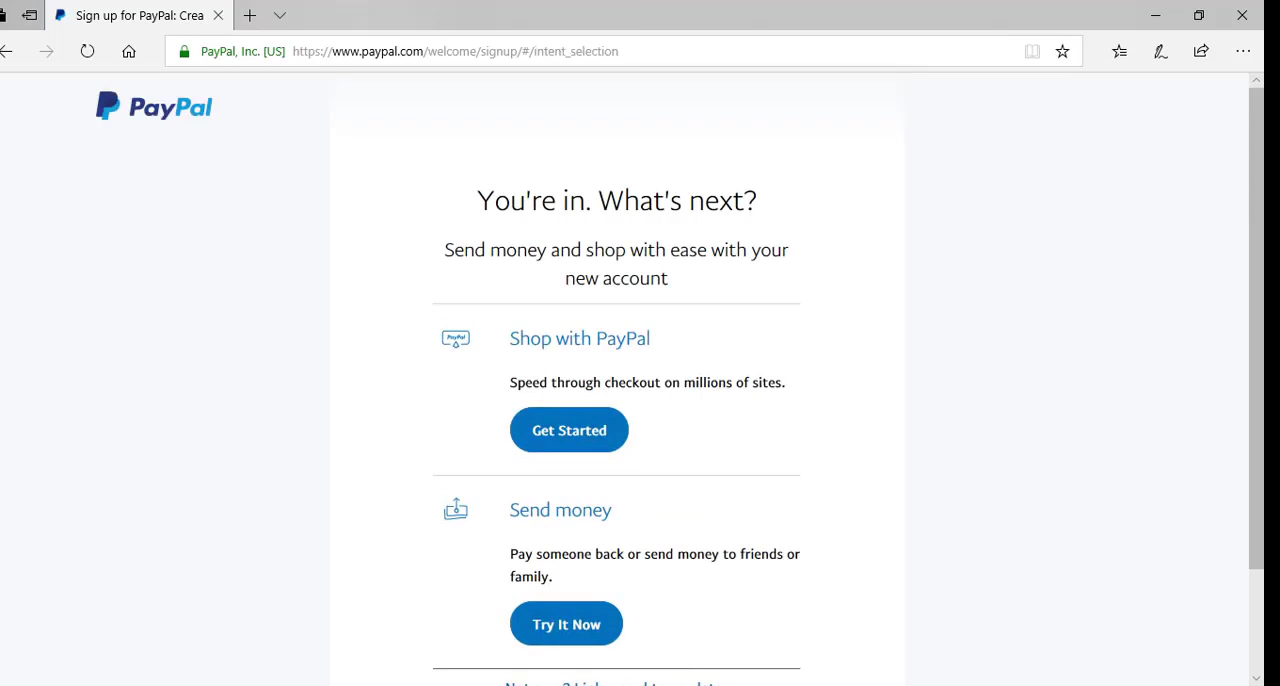 Sign up for PayPal: Crea
PayPal, Inc. [US] https://www.paypal.com/welcome/signup/#/intent_selection
PayPal
You're in. What's next?
Send money and shop with ease with your
new account
PayPal
Shop with PayPal
Speed through checkout on millions of sites.
Get Started
Send money
Pay someone back or send money to friends or
family.
Try It Now